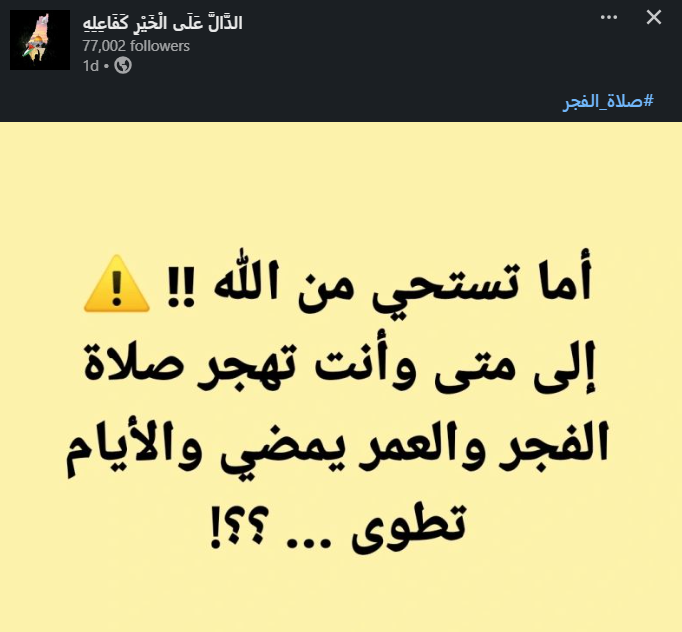 الدَّالَّ عَلَى الْخَيْرِ كَفَاعِلِهِ
77,002 followers
1d •
#صلاة_الفجر
أما تستحي من الله !! ⚠️
إلى متى وأنت تهجر صلاة
الفجر والعمر يمضي والأيام
تطوى ... ؟؟!